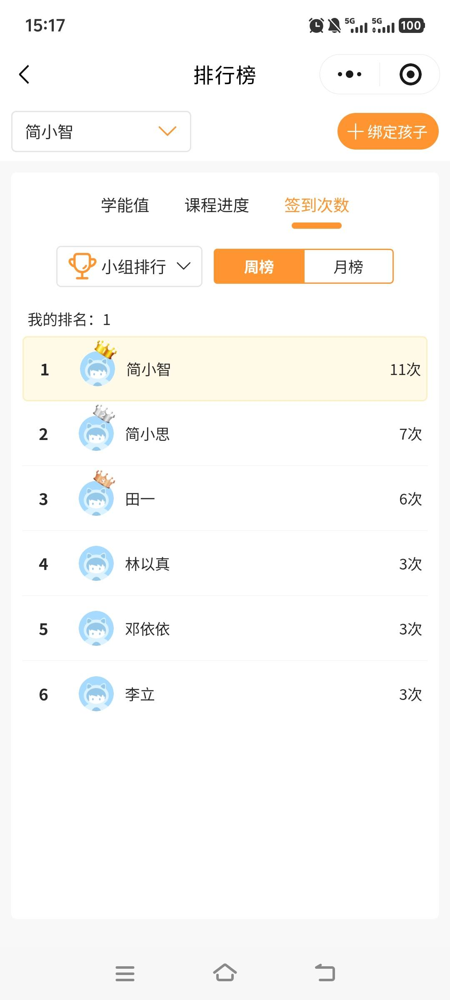 15:17 5G 5G 100
排行榜
简小智 绑定孩子
学能值 课程进度 签到次数
小组排行 周榜 月榜
我的排名：1
1 1 简小智 11次
2 2 简小思 7次
3 3 田一 6次
4 林以真 3次
5 邓依依 3次
6 李立 3次